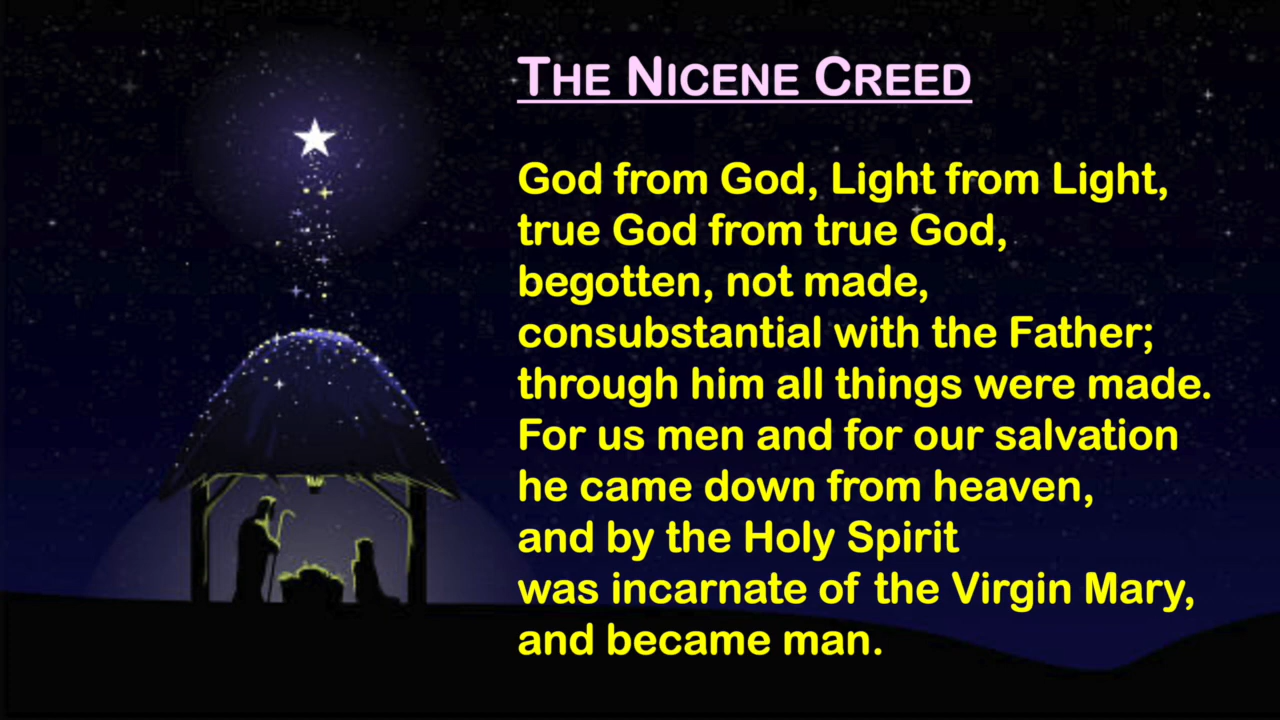 THE NICENE CREED
God from God, Light from Light,
true God from true God,
begotten, not made,
consubstantial with the Father;
through him all things were made.
For us men and for our salvation
he came down from heaven,
and by the Holy Spirit
was incarnate of the Virgin Mary,
and became man.